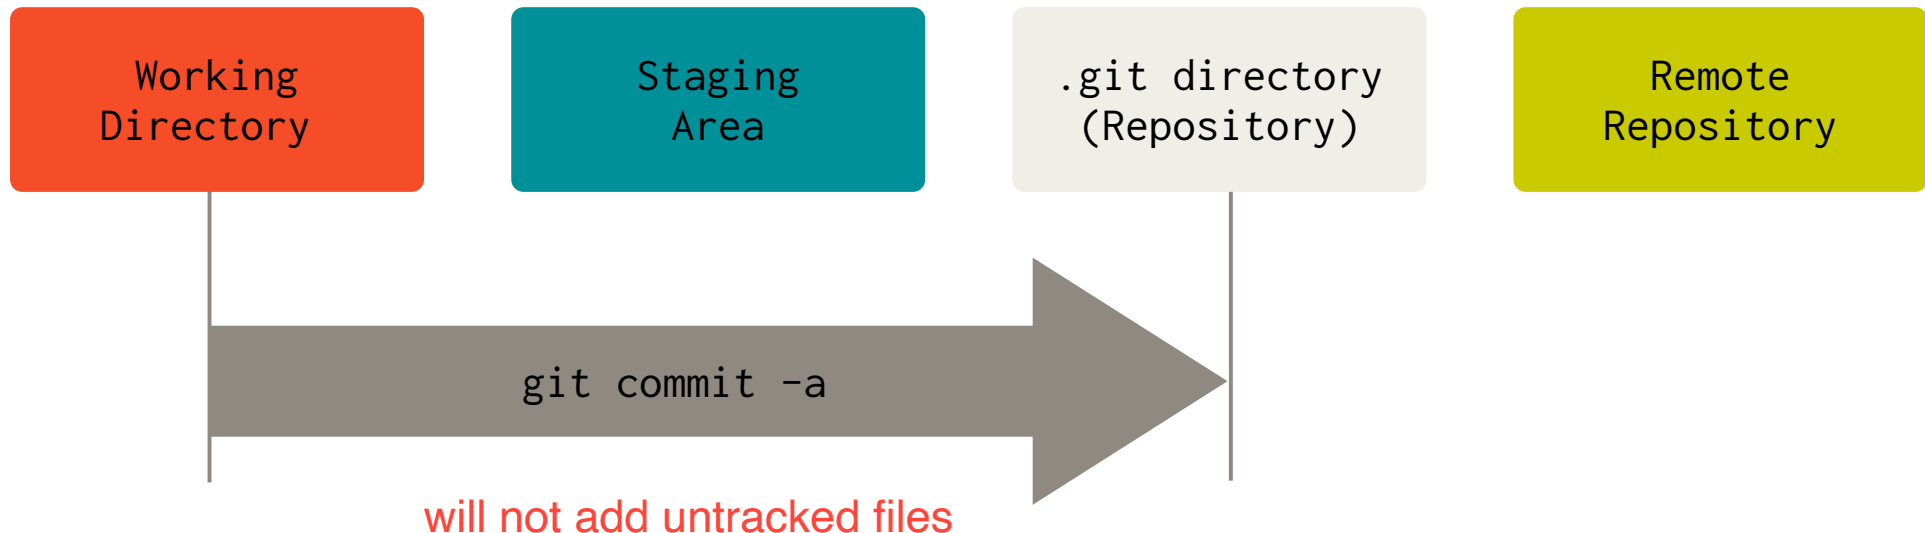 Working
Directory
Staging
Area
.git directory
(Repository)
Remote
Repository
git commit -a
will not add untracked files